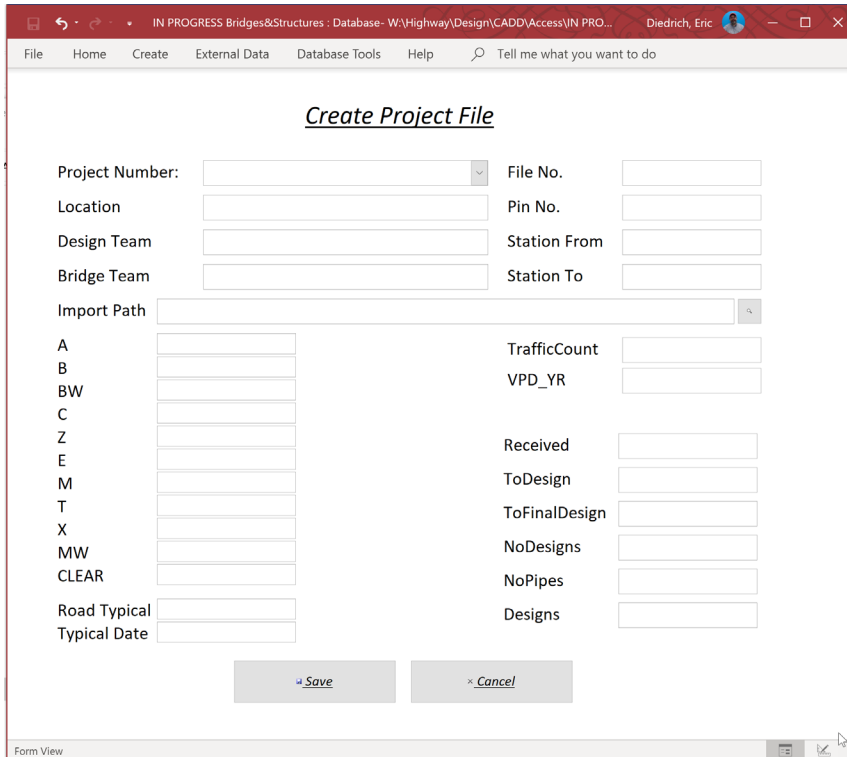 IN PROGRESS Bridges&Structures : Database- W:\Highway\Design\CADD\Access\IN PRO... Diedrich, Eric
File Home Create External Data Database Tools Help Tell me what you want to do
Create Project File
Project Number: File No.
Location Pin No.
Design Team Station From
Bridge Team Station To
Import Path
A
TrafficCount
B
VPD_YR
BW
C
Z
Received
E
ToDesign
M
T
ToFinalDesign
X
NoDesigns
MW
CLEAR
NoPipes
Road Typical
Designs
Typical Date
Save Cancel
Form View